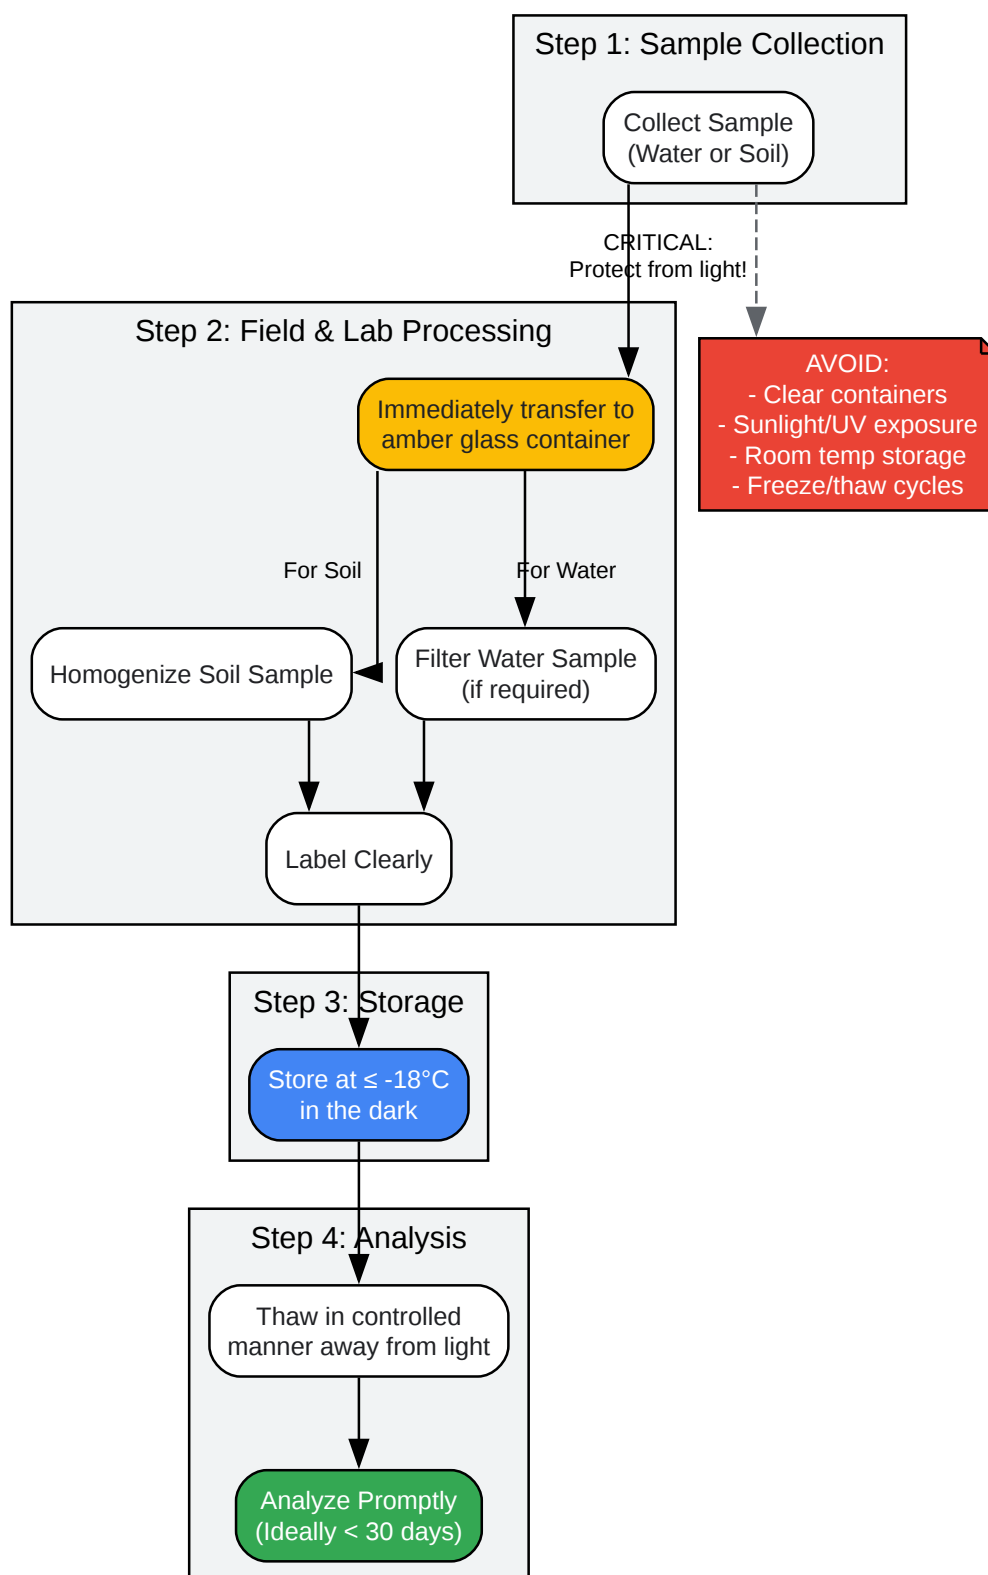 Step 1: Sample Collection
Collect Sample
(Water or Soil)
CRITICAL:
Protect from light!
Step 2: Field & Lab Processing
AVOID:
- Clear containers
- Sunlight/UV exposure
- Room temp storage
- Freeze/thaw cycles
Immediately transfer to
amber glass container
For Soil
For Water
Homogenize Soil Sample
Filter Water Sample
(if required)
Label Clearly
Step 3: Storage
Store at ≤ -18°C
in the dark
Step 4: Analysis
Thaw in controlled
manner away from light
Analyze Promptly
(Ideally < 30 days)